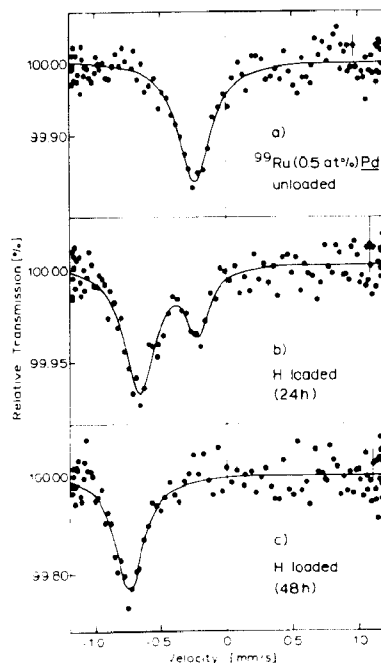 100.00
99.90
a)
⁹⁹Ru(0.5 at%)Pd
unloaded
Relative Transmission [%]
100.00
99.95
b)
H loaded
(24h)
100.00
99.80
c)
H loaded
(48h)
-1.0 -0.5 0 0.5 1.0
Velocity [mm/s]